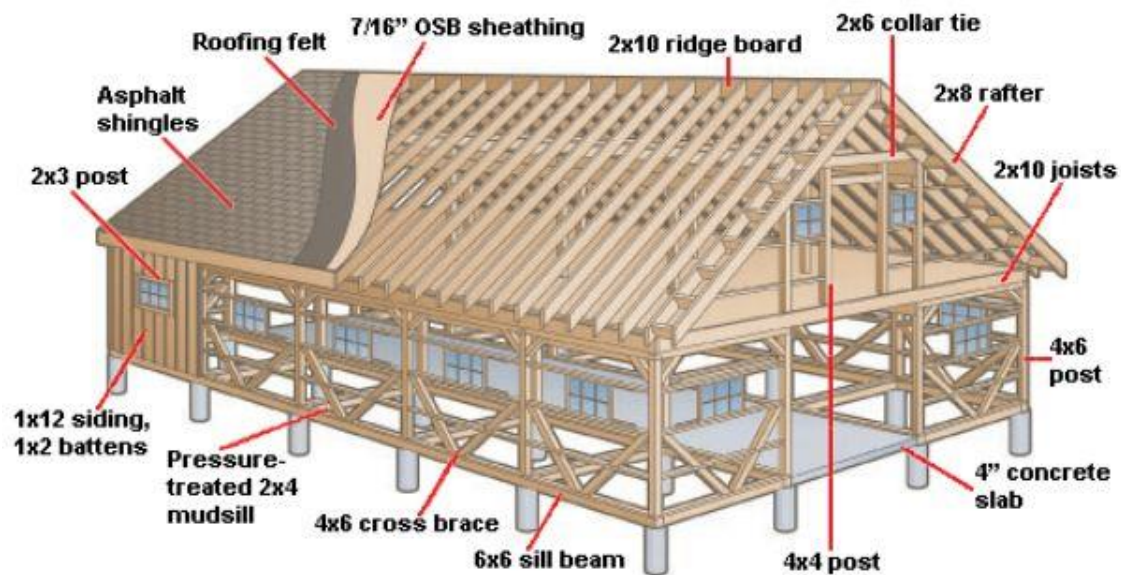 Roofing felt
7/16” OSB sheathing
2x10 ridge board
2x6 collar tie
Asphalt
shingles
2x8 rafter
2x3 post
2x10 joists
4x6
post
1x12 siding,
1x2 battens
Pressure-
treated 2x4
mudsill
4x6 cross brace
6x6 sill beam
4x4 post
4” concrete
slab